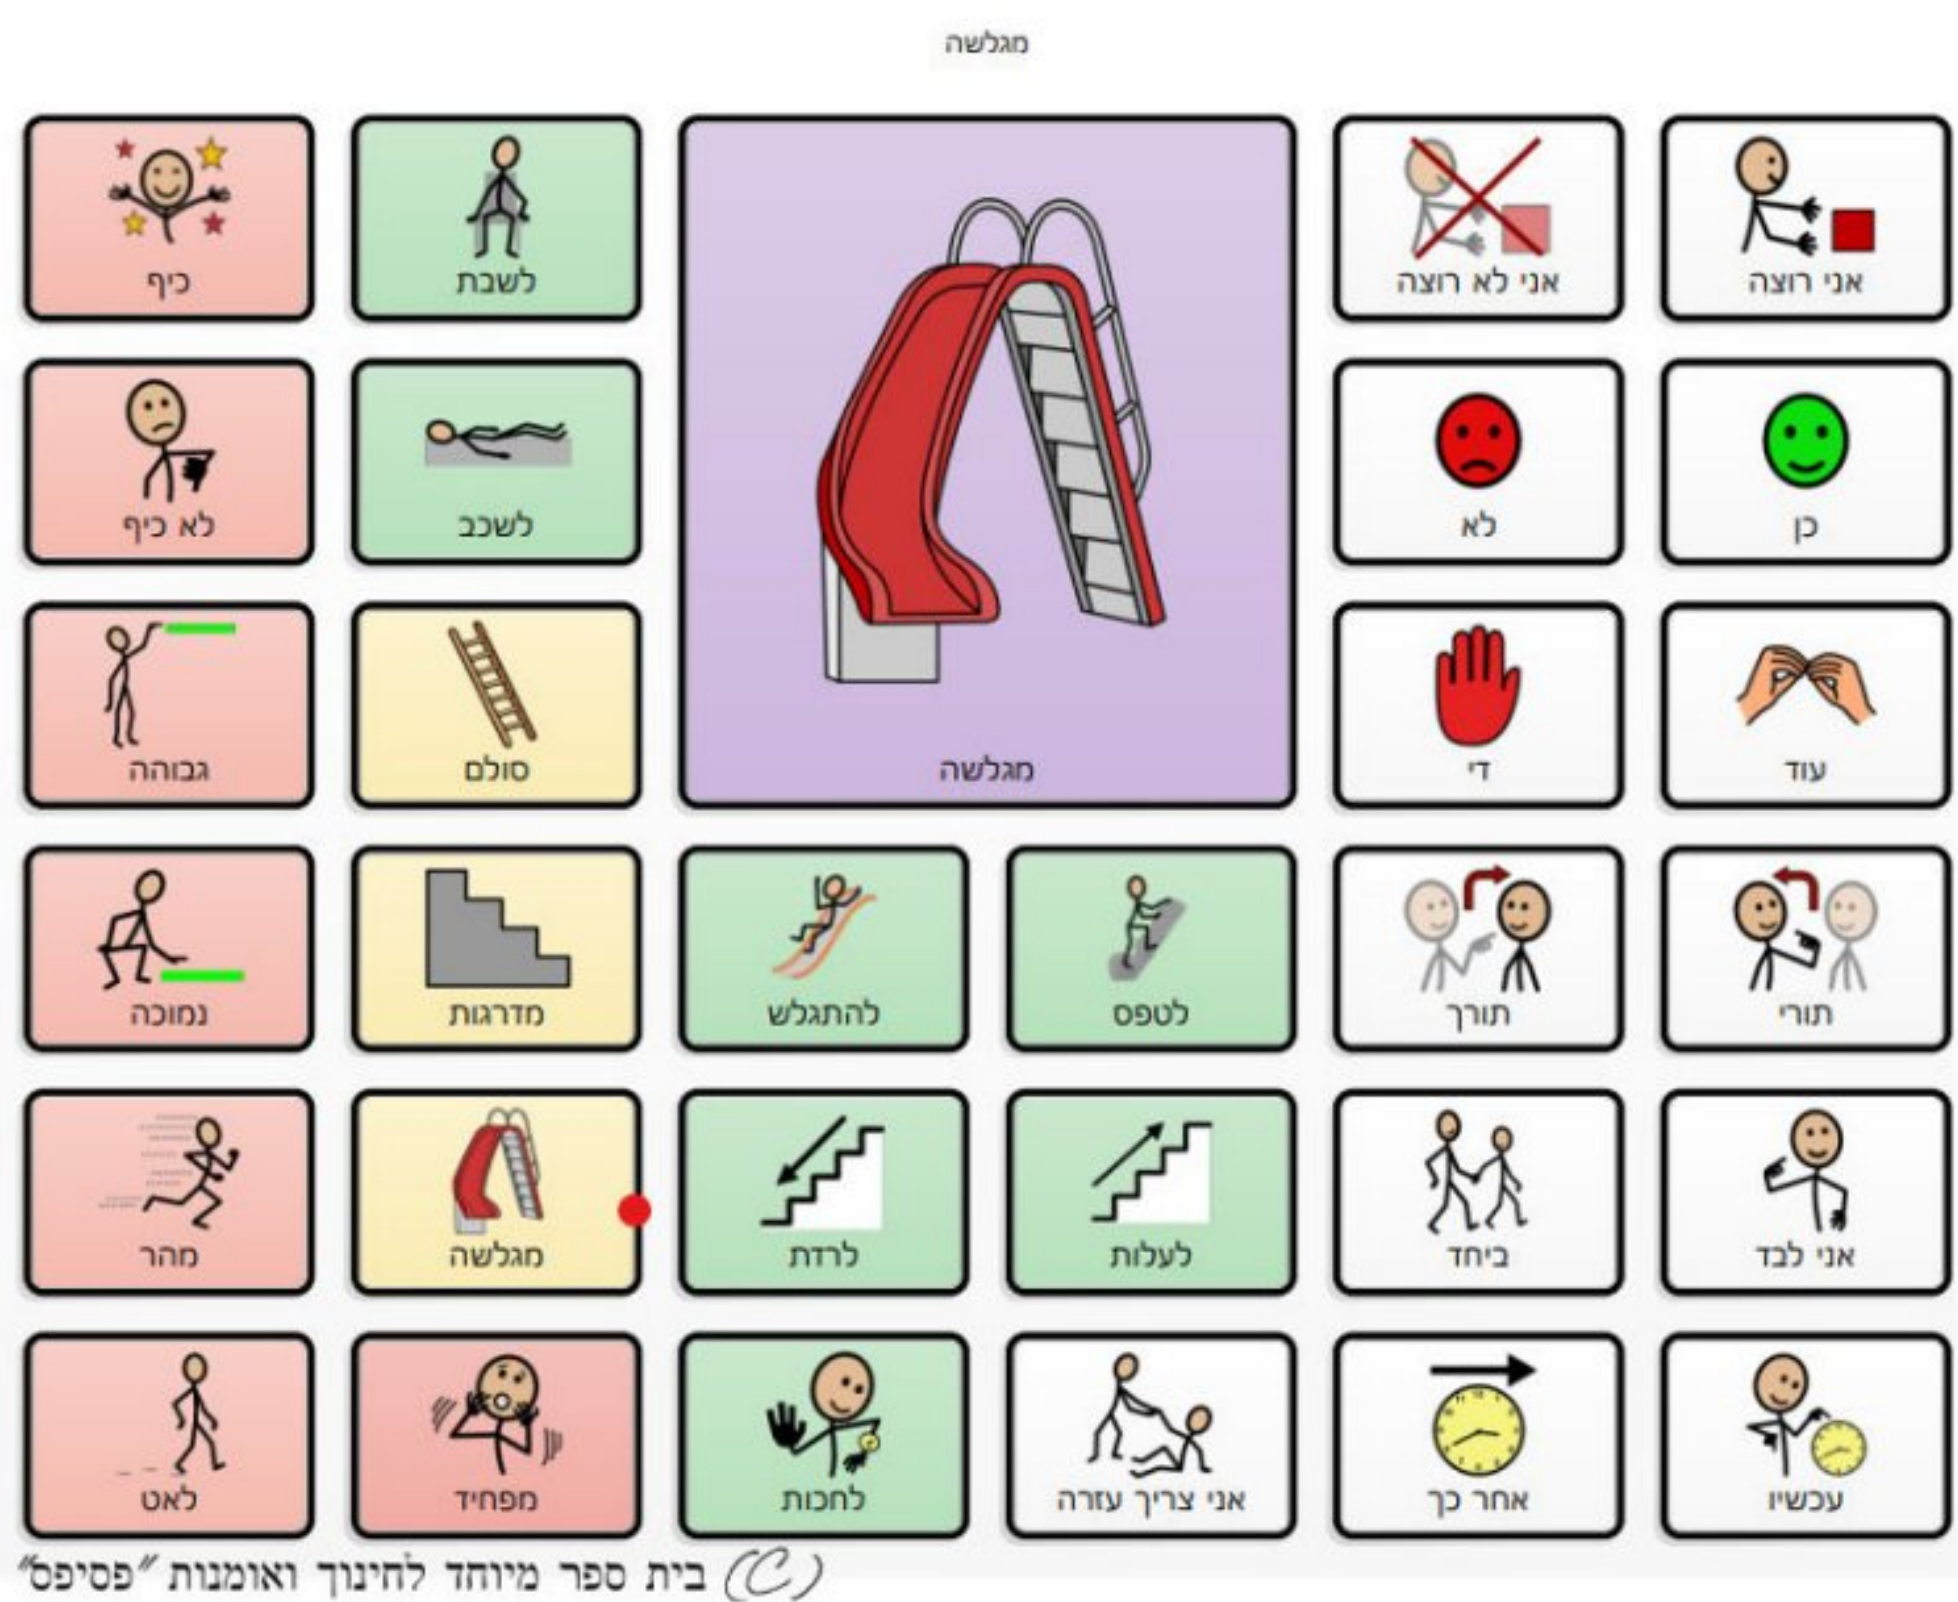 מגלשה
אני רוצה
אני לא רוצה
מגלשה
לשבת
כיף
כן
לא
לשכב
לא כיף
עוד
די
סולם
גבוהה
תורי
תורך
לטפס
להתגלש
מדרגות
נמוכה
אני לבד
ביחד
לעלות
לרדת
מגלשה
מהר
עכשיו
אחר כך
אני צריך עזרה
לחכות
מפחיד
לאט
(C) בית ספר מיוחד לחינוך ואומנות "פסיפס"